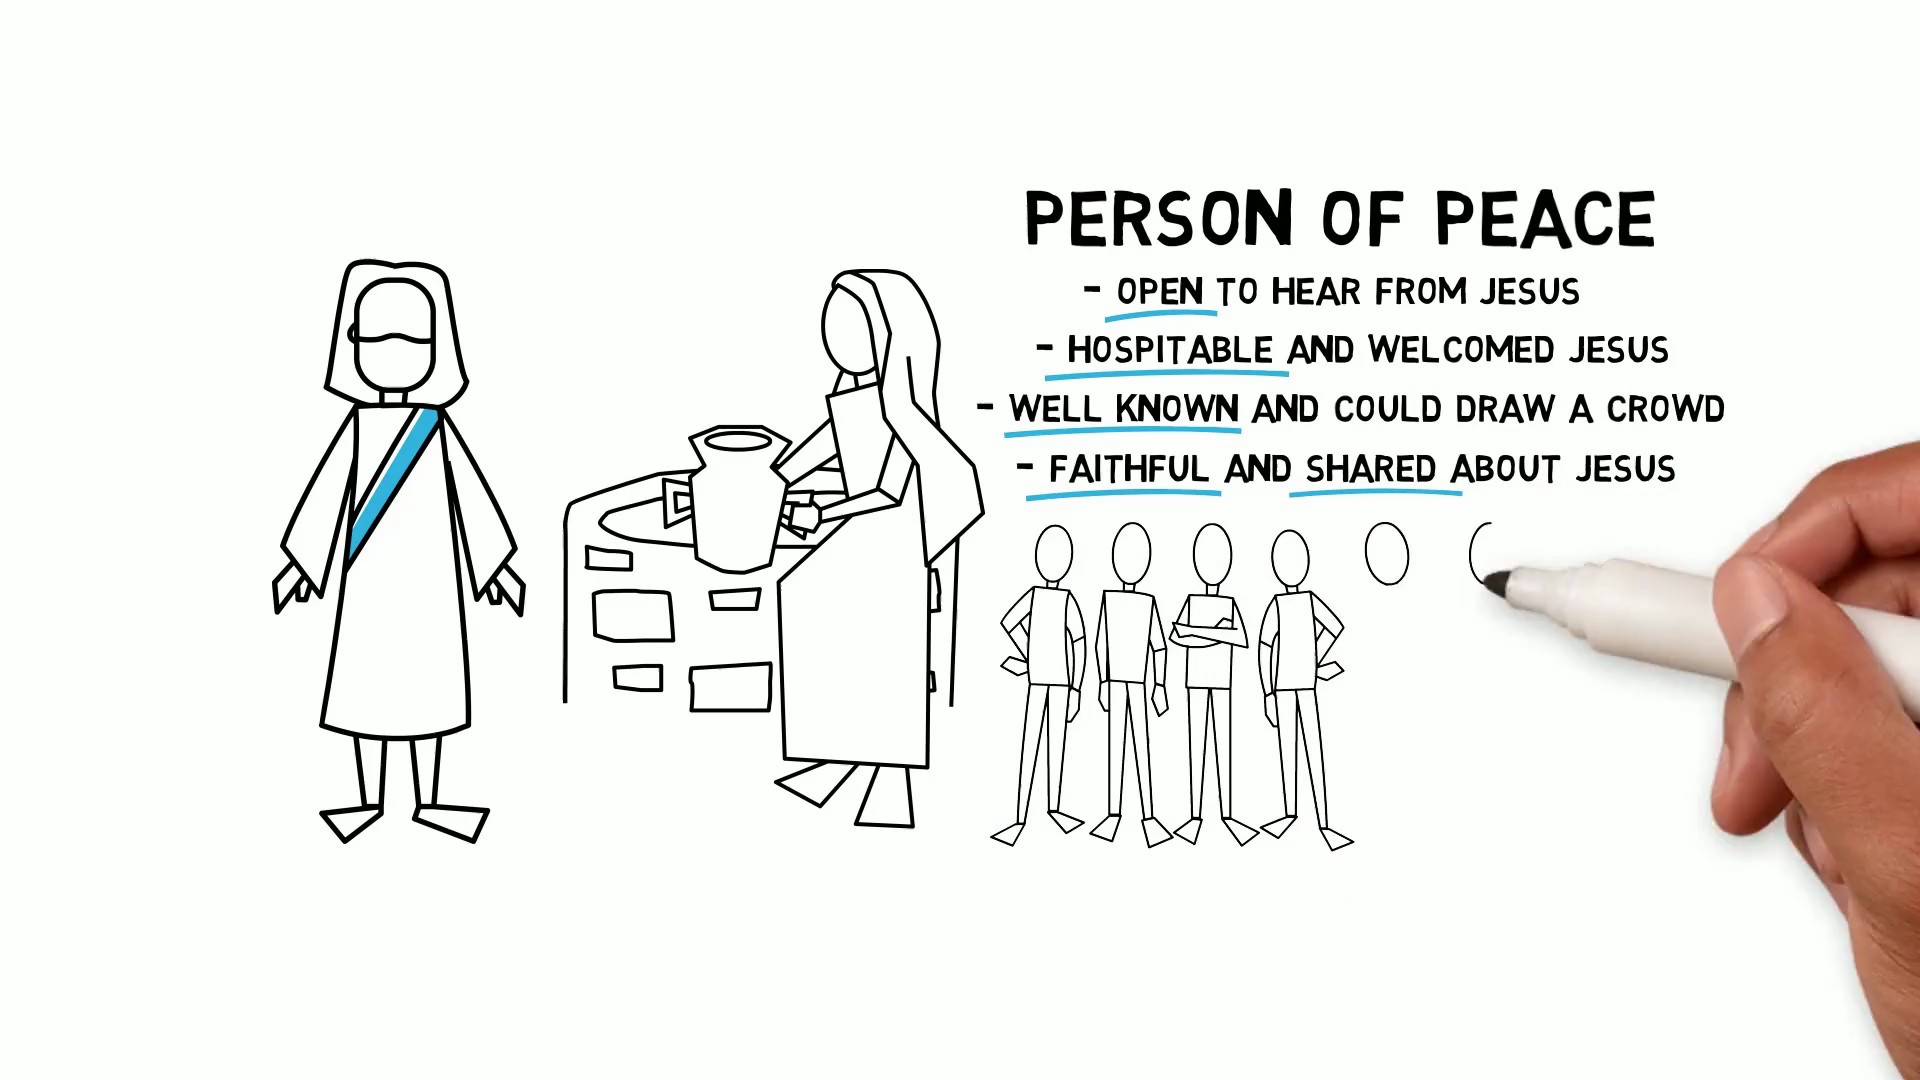 PERSON OF PEACE
- OPEN TO HEAR FROM JESUS
- HOSPITABLE AND WELCOMED JESUS
- WELL KNOWN AND COULD DRAW A CROWD
- FAITHFUL AND SHARED ABOUT JESUS